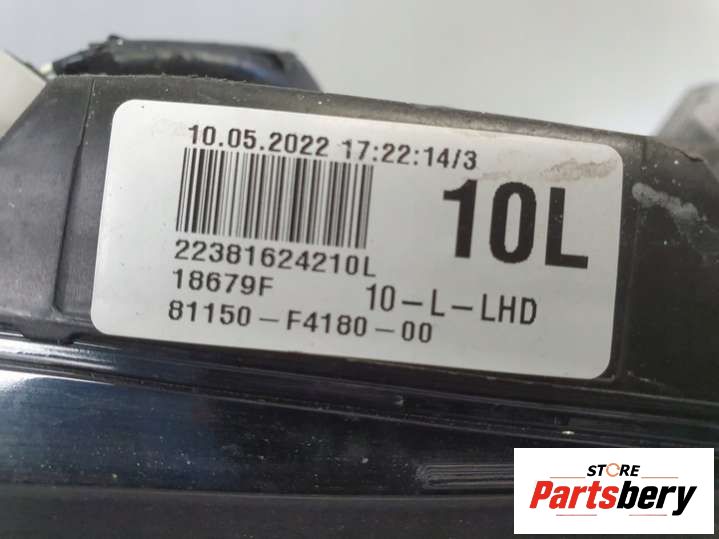 10.05.2022 17:22:14/3
10L
22381624210L
18679F 10-L-LHD
81150-F4180-00
STORE
Partsbery